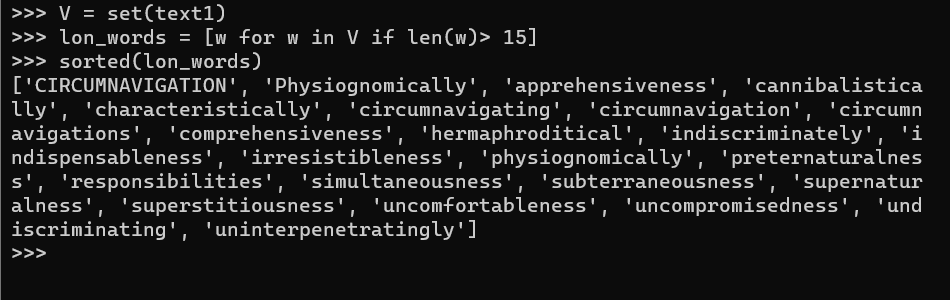 >>> V = set(text1)
>>> lon_words = [w for w in V if len(w)> 15]
>>> sorted(lon_words)
['CIRCUMNAVIGATION', 'Physiognomically', 'apprehensiveness', 'cannibalistica
lly', 'characteristically', 'circumnavigating', 'circumnavigation', 'circumn
avigations', 'comprehensiveness', 'hermaphroditical', 'indiscriminately', 'i
ndispensableness', 'irresistibleness', 'physiognomically', 'preternaturalnes
s', 'responsibilities', 'simultaneousness', 'subterraneousness', 'supernatur
alness', 'superstitiousness', 'uncomfortableness', 'uncompromisedness', 'und
iscriminating', 'uninterpenetratingly']
>>>